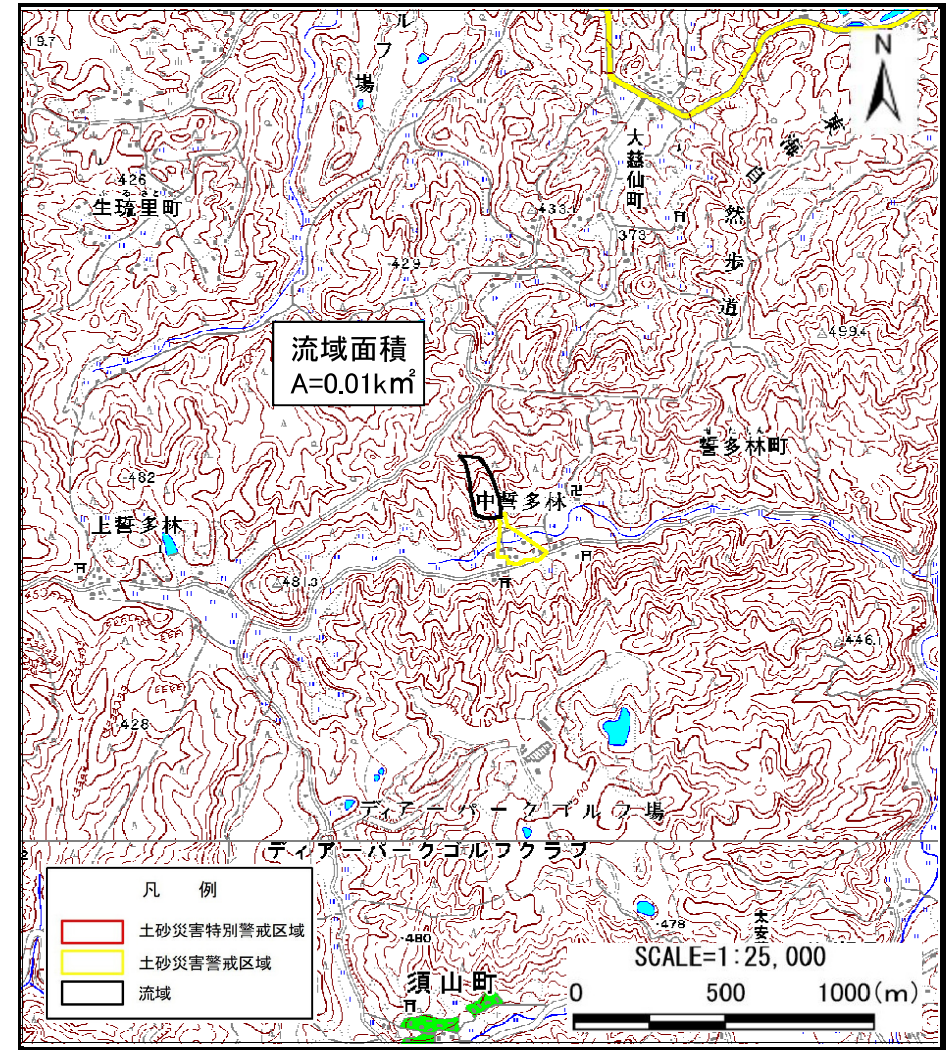 ルフ場
197
N
大慈仙町
東海自然歩道
426
生琉里町
433
373
429
499.4
流域面積
A=0.01km²
誓多林町
482
中誓多林
上誓多林
481.3
446
428
ディアーパークゴルフ場
ディアーパークゴルフクラブ
凡 例
土砂災害特別警戒区域
土砂災害警戒区域
流域
480
478
太安
須山町
SCALE=1:25,000
0 500 1000(m)